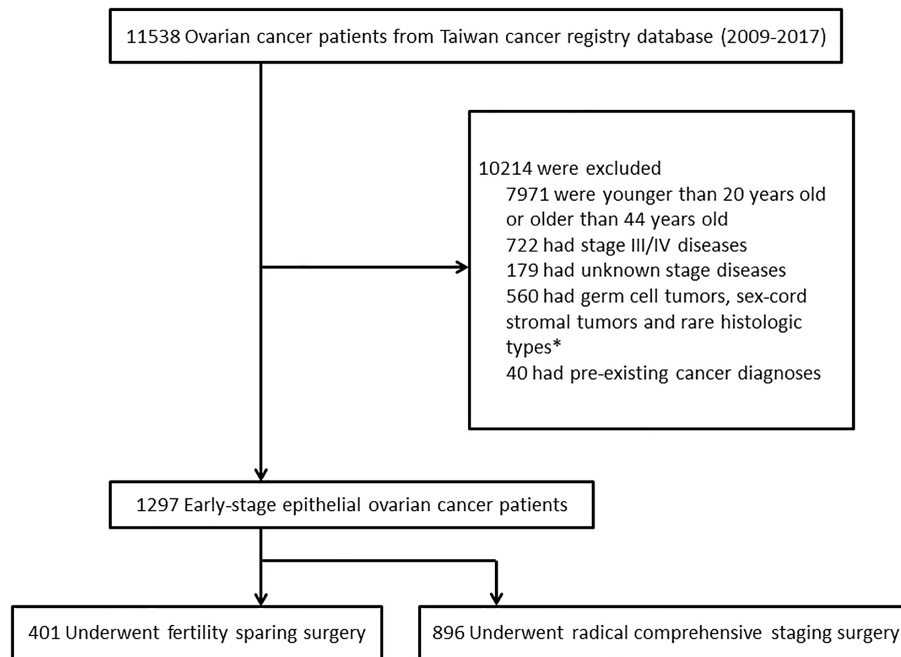 11538 Ovarian cancer patients from Taiwan cancer registry database (2009-2017)
10214 were excluded
7971 were younger than 20 years old
or older than 44 years old
722 had stage III/IV diseases
179 had unknown stage diseases
560 had germ cell tumors, sex-cord
stromal tumors and rare histologic
types*
40 had pre-existing cancer diagnoses
1297 Early-stage epithelial ovarian cancer patients
401 Underwent fertility sparing surgery
896 Underwent radical comprehensive staging surgery